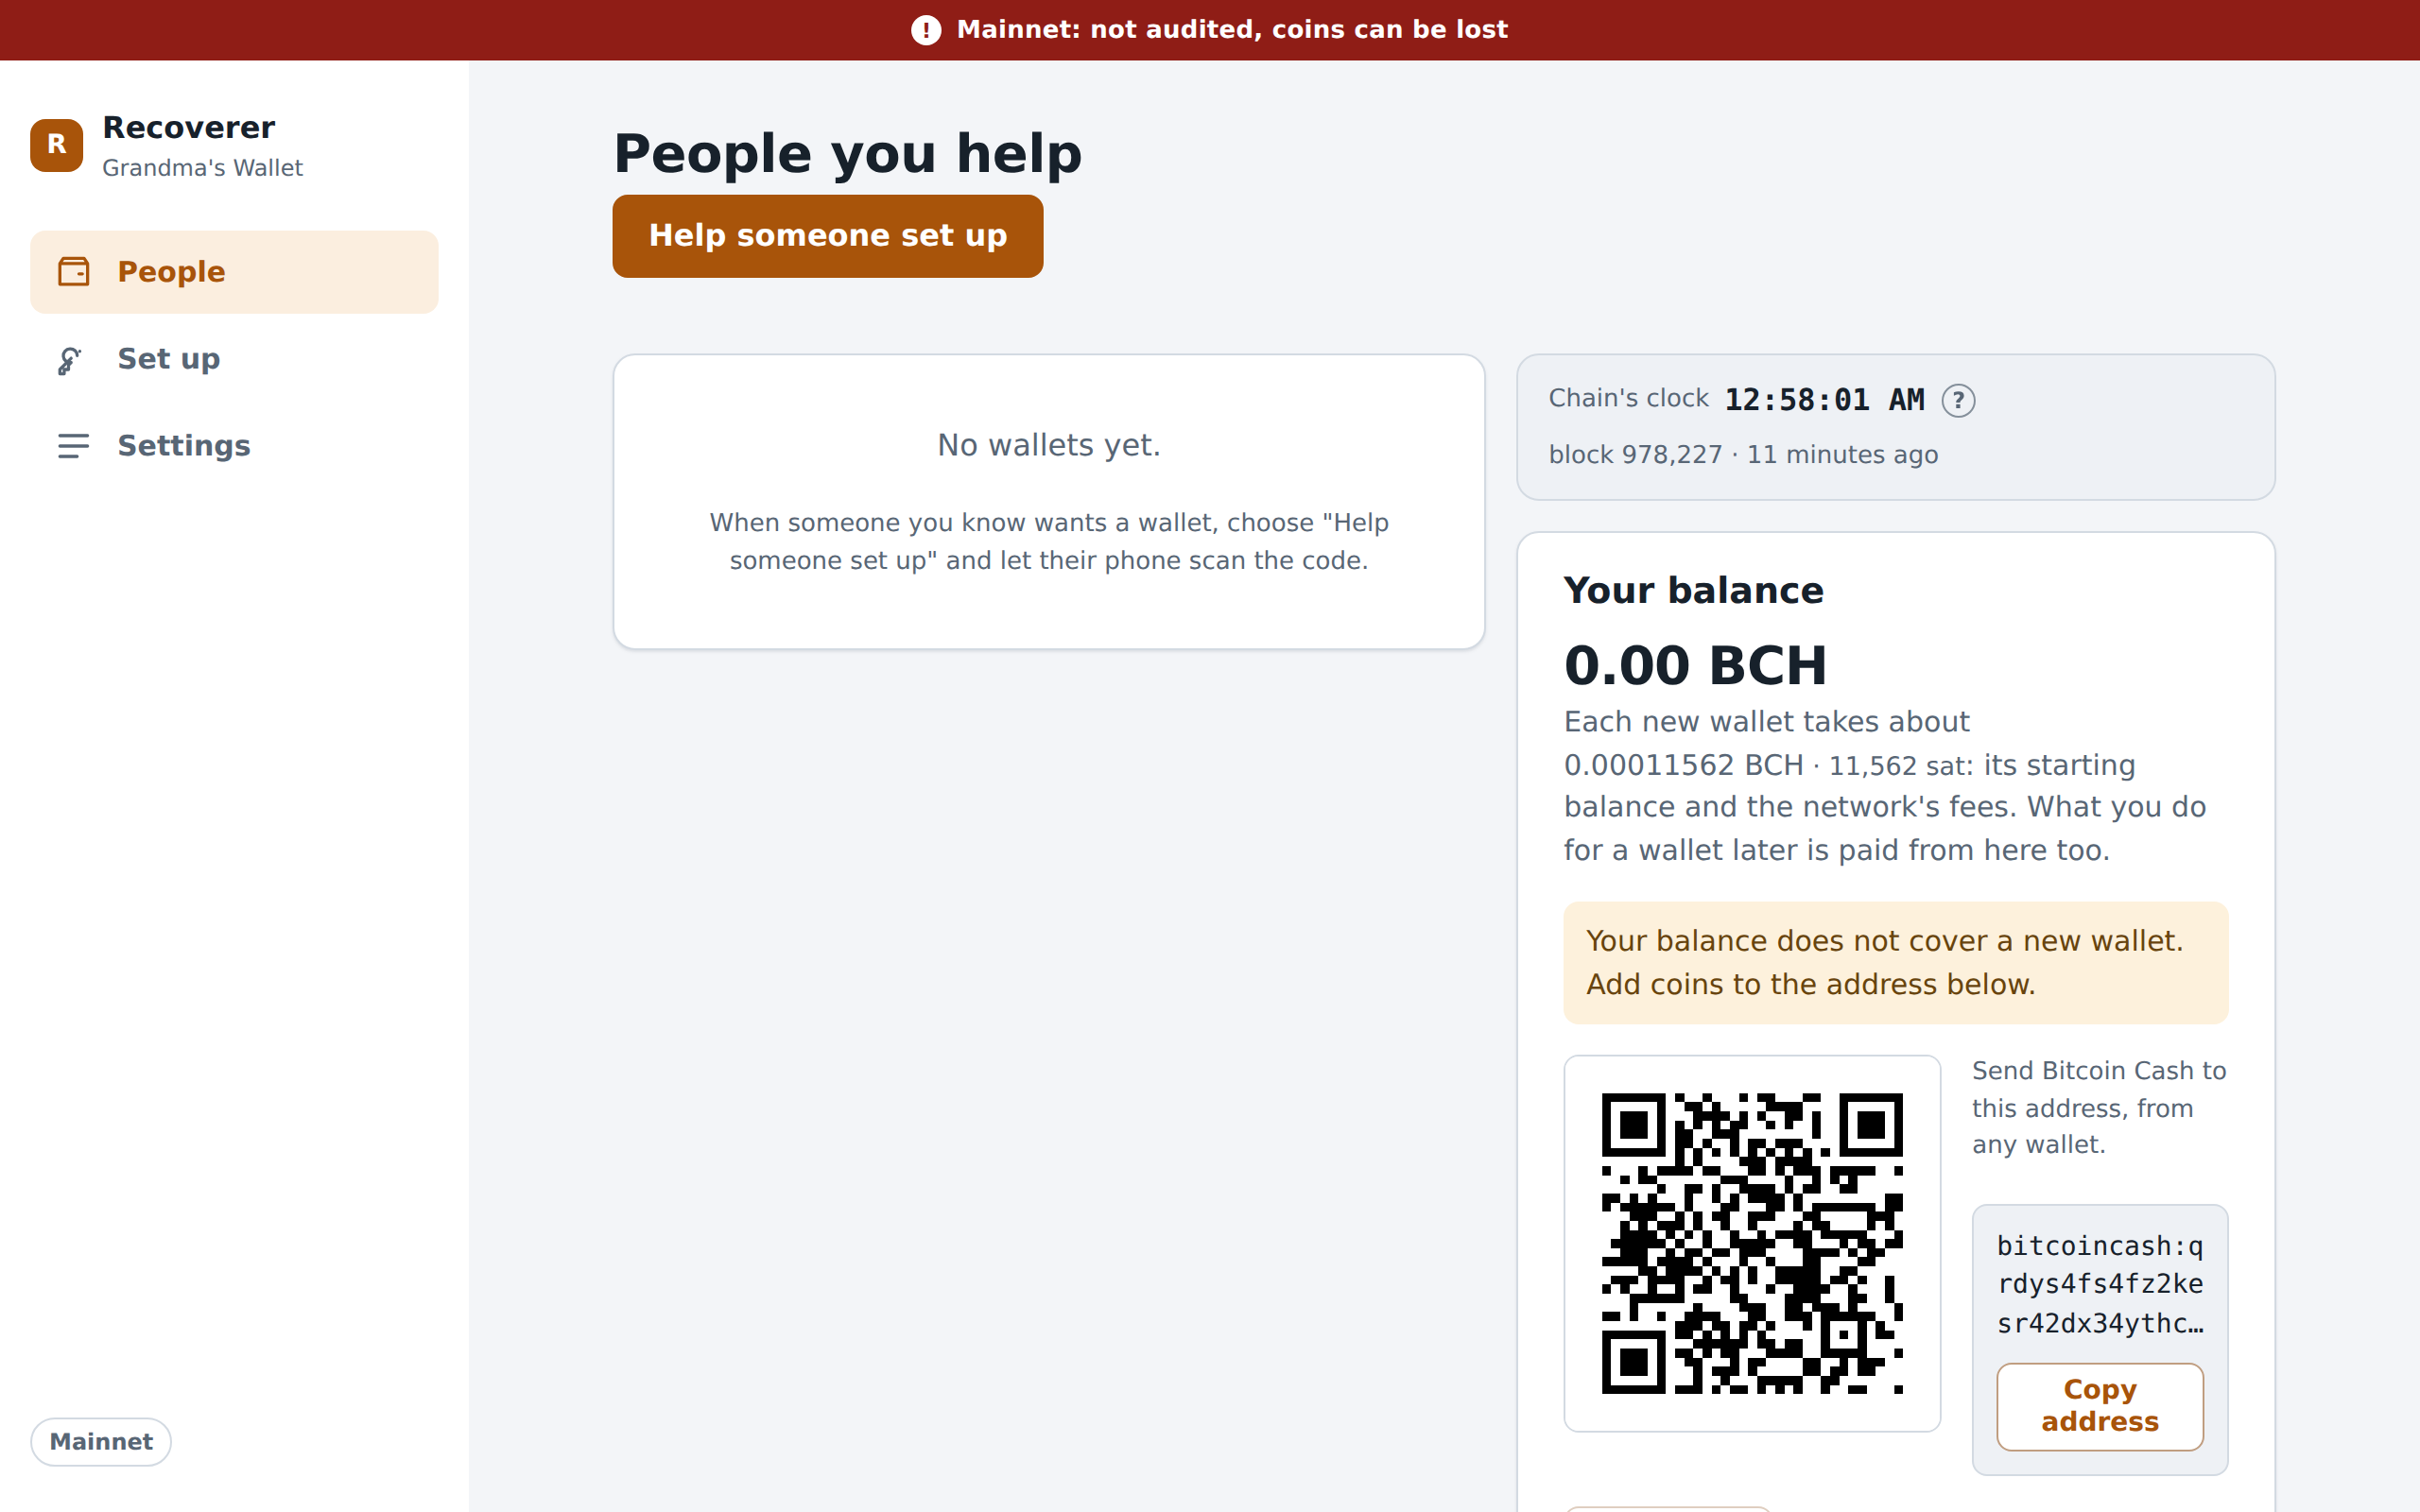 ! Mainnet: not audited, coins can be lost
R
Recoverer
Grandma's Wallet
People
Set up
Settings
Mainnet
People you help
Help someone set up
No wallets yet.
When someone you know wants a wallet, choose "Help
someone set up" and let their phone scan the code.
Chain's clock 12:58:01 AM ?
block 978,227 · 11 minutes ago
Your balance
0.00 BCH
Each new wallet takes about
0.00011562 BCH · 11,562 sat: its starting
balance and the network's fees. What you do
for a wallet later is paid from here too.
Your balance does not cover a new wallet.
Add coins to the address below.
Send Bitcoin Cash to
this address, from
any wallet.
bitcoincash:q
rdys4fs4fz2ke
sr42dx34ythc…
Copy
address